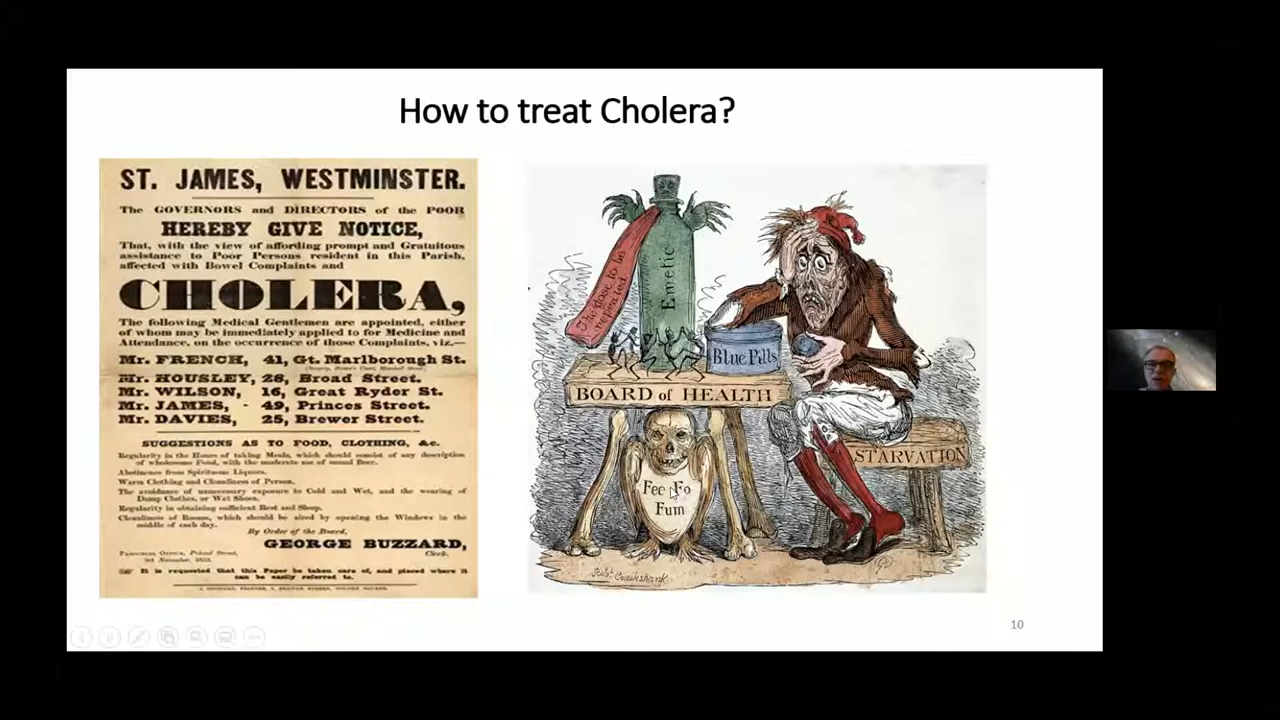 How to treat Cholera?
ST. JAMES, WESTMINSTER.
The GOVERNORS and DIRECTORS of the POOR
HEREBY GIVE NOTICE,
That, with the view of affording prompt and Gratuitous
assistance to Poor Persons resident in this Parish,
affected with Bowel Complaints and
CHOLERA,
The following Medical Gentlemen are appointed, either
of whom may be immediately applied to for Medicine and
Attendance, on the occurrence of those Complaints, viz.—
Mr. FRENCH, 41, Gt. Marlborough St.
Mr. HOUSLEY, 28, Broad Street.
Mr. WILSON, 16, Great Ryder St.
Mr. JAMES, - 49, Princes Street.
Mr. DAVIES, 25, Brewer Street.
SUGGESTIONS AS TO FOOD, CLOTHING, &c.
Regularity in the Hours of taking Meals, which should consist of any description
of wholesome Food, with the moderate use of sound Beer.
Abstinence from Spirituous Liquors.
Warm Clothing and Cleanliness of Person.
The avoidance of unnecessary exposure to Cold and Wet, and the wearing of
Damp Clothes, or Wet Shoes.
Regularity in obtaining sufficient Rest and Sleep.
Cleanliness of Rooms, which should be aired by opening the Windows in the
middle of each day.
By Order of the Board,
GEORGE BUZZARD,
Clerk.
It is requested that this Paper be taken care of, and placed where it
can be easily referred to.
The dose to be
repeated
Emetic
Blue Pills
BOARD of HEALTH
STARVATION
Fee Fo
Fum
10